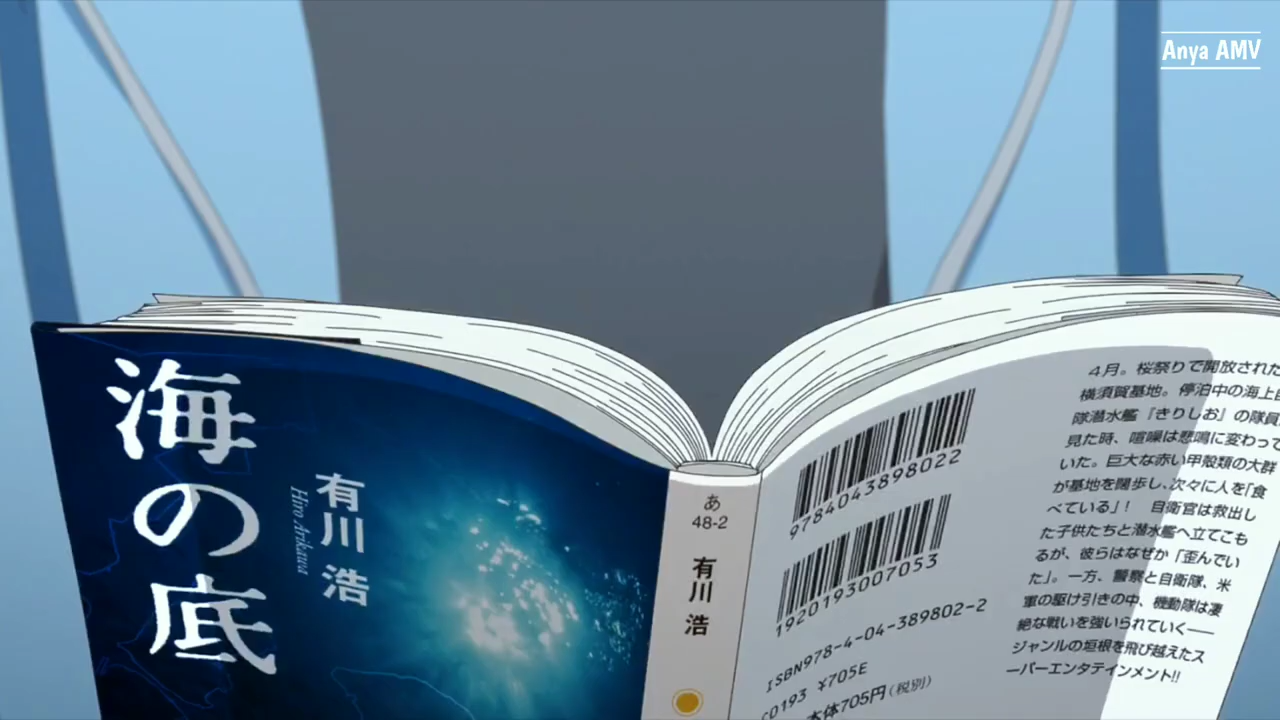 Anya AMV
海の底
有川 浩
Hiro Arikawa
あ
48-2
有川 浩
9784043898022
1920193007053
ISBN978-4-04-389802-2
C0193 ¥705E
本体705円(税別)
4月。桜祭りで開放された
横須賀基地。停泊中の海上自
隊潜水艦『きりしお』の隊員
見た時、喧噪は悲鳴に変わって
いた。巨大な赤い甲殻類の大群
が基地を闊歩し、次々に人を「食
べている」! 自衛官は救出し
た子供たちと潜水艦へ立てこも
るが、彼らはなぜか「歪んでい
た」。一方、警察と自衛隊、米
軍の駆け引きの中、機動隊は凄
絶な戦いを強いられていく──
ジャンルの垣根を飛び越えたス
ーパーエンタテインメント!!